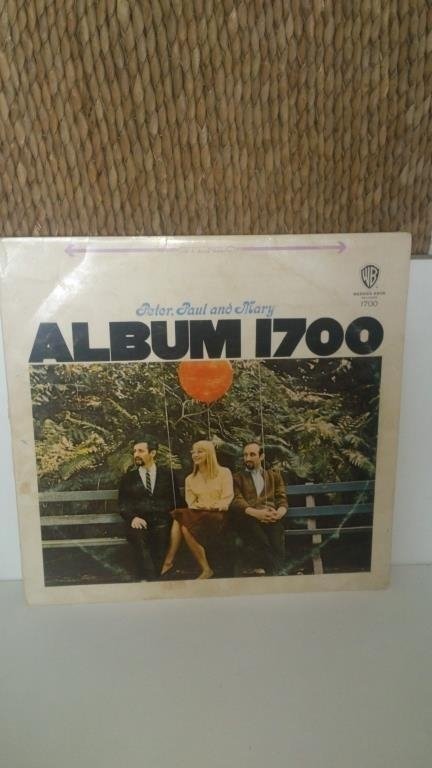 WB
WARNER BROS
1700
Peter, Paul and Mary
ALBUM 1700